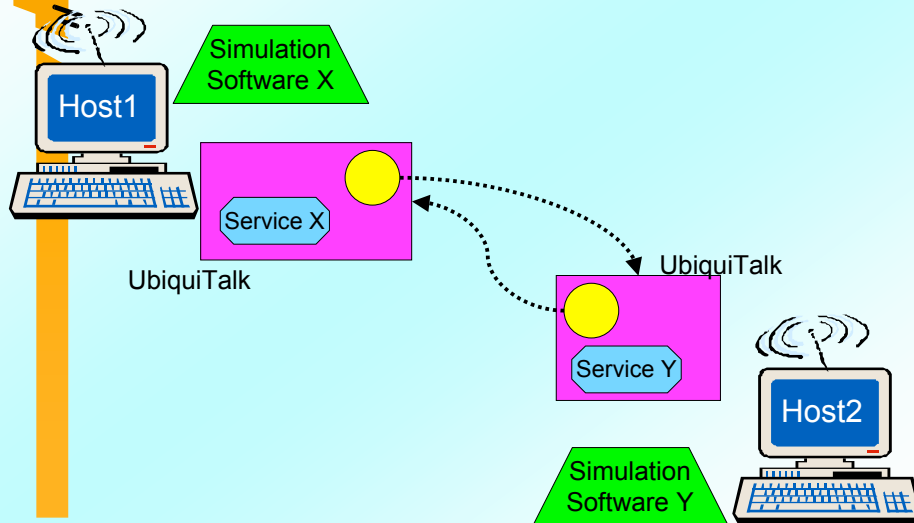 Simulation
Software X
Host1
Service X
UbiquiTalk
UbiquiTalk
Service Y
Host2
Simulation
Software Y